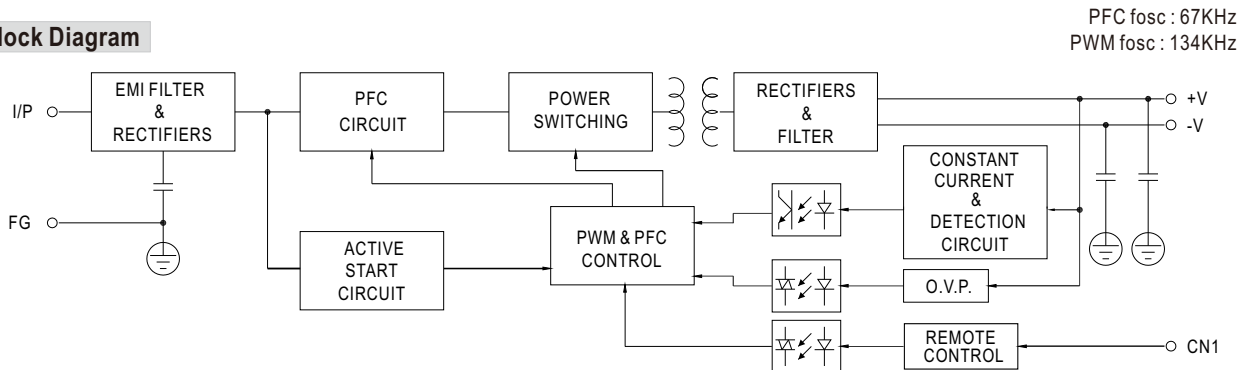 PFC fosc : 67KHz
PWM fosc : 134KHz
lock Diagram
I/P
EMI FILTER
&
RECTIFIERS
PFC
CIRCUIT
POWER
SWITCHING
RECTIFIERS
&
FILTER
+V
-V
CONSTANT
CURRENT
&
DETECTION
CIRCUIT
FG
ACTIVE
START
CIRCUIT
PWM & PFC
CONTROL
O.V.P.
REMOTE
CONTROL
CN1